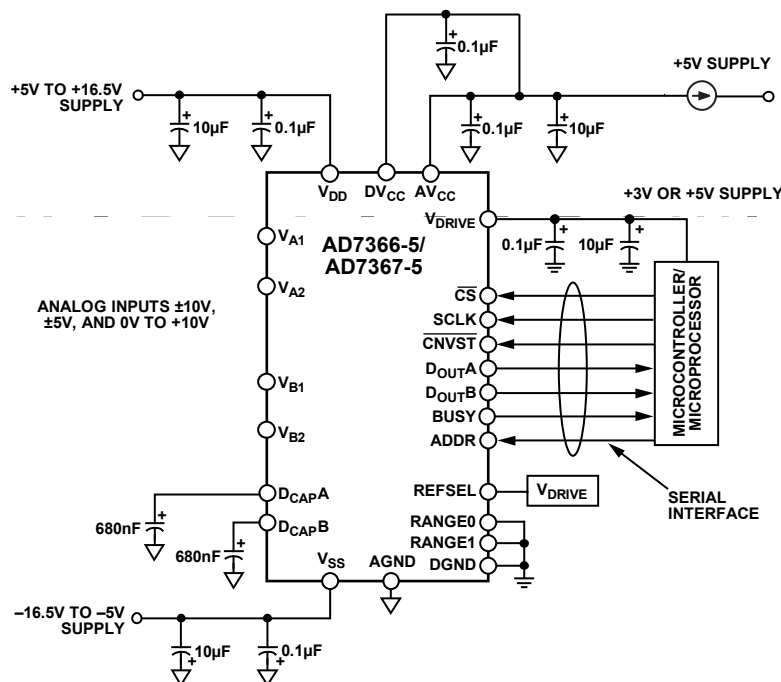 0.1µF
+5V SUPPLY
+5V TO +16.5V
SUPPLY
10µF
0.1µF
0.1µF
10µF
VDD
DVCC
AVCC
+3V OR +5V SUPPLY
VDRIVE
AD7366-5/
AD7367-5
VA1
VA2
0.1µF
10µF
ANALOG INPUTS ±10V,
±5V, AND 0V TO +10V
CS
SCLK
CNVST
DOUTA
DOUTB
BUSY
ADDR
MICROCONTROLLER/
MICROPROCESSOR
VB1
VB2
SERIAL
INTERFACE
DCAPA
DCAPB
680nF
680nF
REFSEL
VDRIVE
RANGE0
RANGE1
DGND
VSS
AGND
–16.5V TO –5V
SUPPLY
10µF
0.1µF